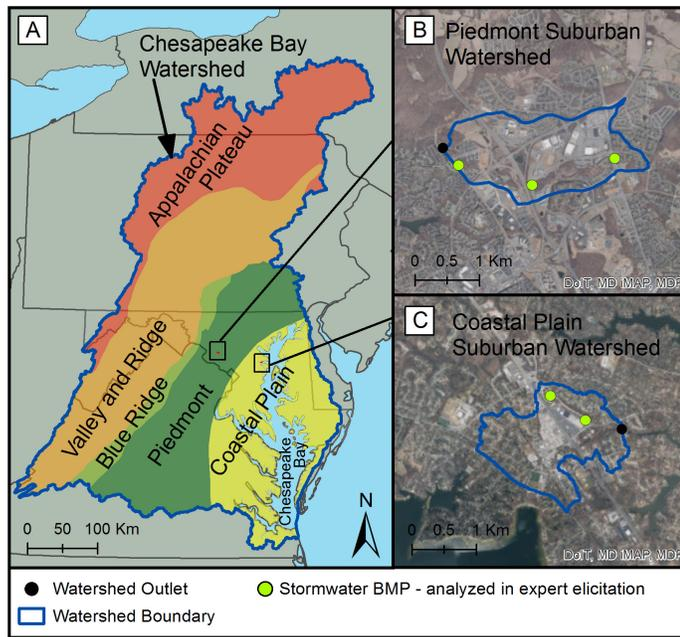 A
Chesapeake Bay
Watershed
Appalachian
Plateau
Valley and Ridge
Blue Ridge
Piedmont
Coastal Plain
Chesapeake
Bay
N
0 50 100 Km
B
Piedmont Suburban
Watershed
0 0.5 1 Km
DoIT, MD iMAP, MDP
C
Coastal Plain
Suburban Watershed
0 0.5 1 Km
DoIT, MD iMAP, MDP
Watershed Outlet
Stormwater BMP - analyzed in expert elicitation
Watershed Boundary